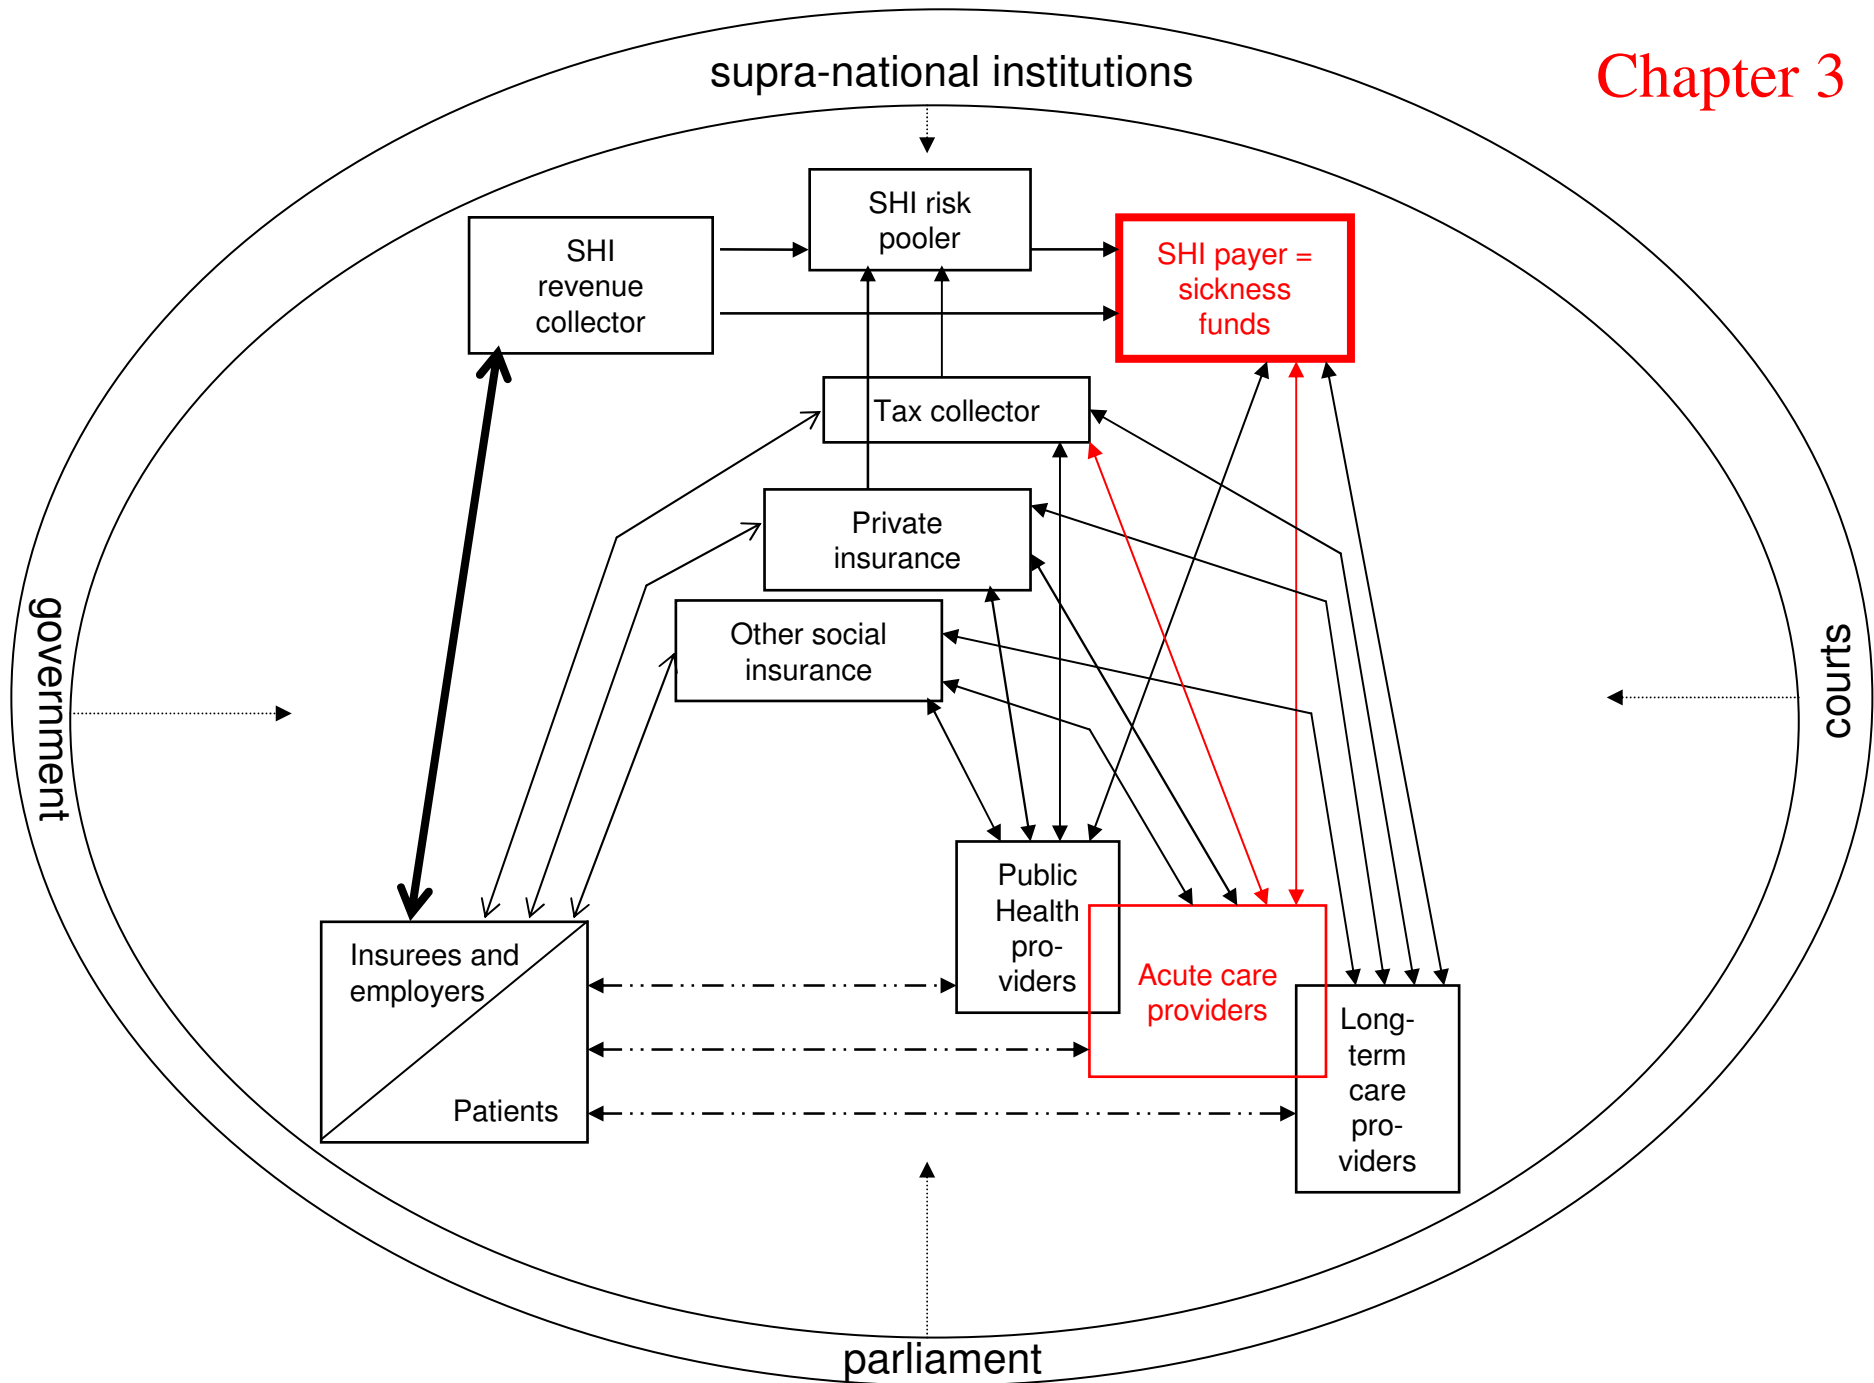 supra-national institutions
Chapter 3
SHI risk
pooler
SHI
revenue
collector
SHI payer =
sickness
funds
Tax collector
Private
insurance
Other social
insurance
government
courts
Public
Health
pro-
viders
Insurees and
employers
Patients
Acute care
providers
Long-
term
care
pro-
viders
parliament